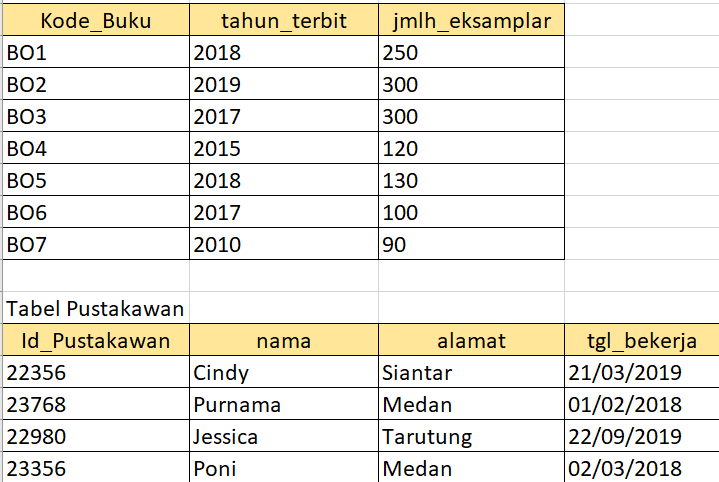 Kode_Buku tahun_terbit jmlh_eksamplar
BO1 2018 250
BO2 2019 300
BO3 2017 300
BO4 2015 120
BO5 2018 130
BO6 2017 100
BO7 2010 90
Tabel Pustakawan
Id_Pustakawan nama alamat tgl_bekerja
22356 Cindy Siantar 21/03/2019
23768 Purnama Medan 01/02/2018
22980 Jessica Tarutung 22/09/2019
23356 Poni Medan 02/03/2018